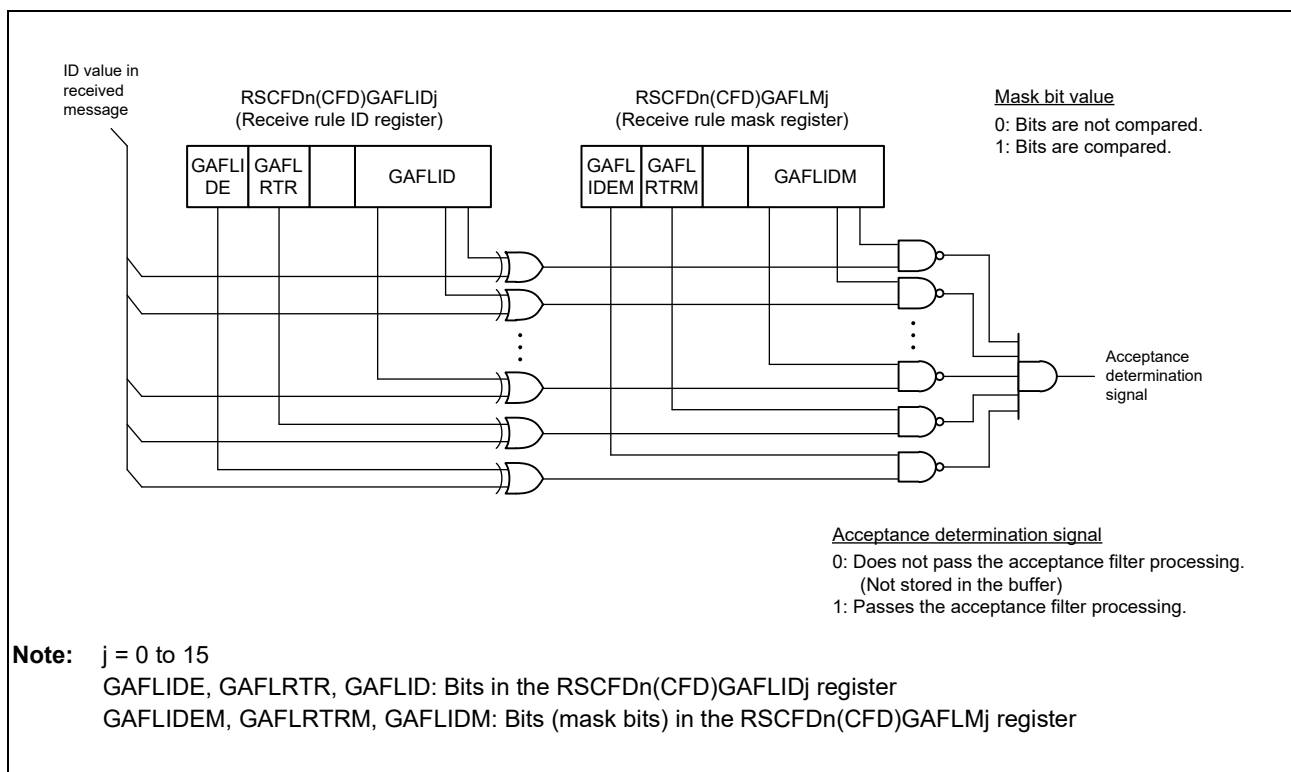 ID value in
received
message
RSCFDn(CFD)GAFLIDj
(Receive rule ID register)
RSCFDn(CFD)GAFLMj
(Receive rule mask register)
Mask bit value
0: Bits are not compared.
1: Bits are compared.
GAFLI
DE
GAFL
RTR
GAFLID
GAFL
IDEM
GAFL
RTRM
GAFLIDM
Acceptance
determination
signal
Acceptance determination signal
0: Does not pass the acceptance filter processing.
(Not stored in the buffer)
1: Passes the acceptance filter processing.
Note: j = 0 to 15
GAFLIDE, GAFLRTR, GAFLID: Bits in the RSCFDn(CFD)GAFLIDj register
GAFLIDEM, GAFLRTRM, GAFLIDM: Bits (mask bits) in the RSCFDn(CFD)GAFLMj register